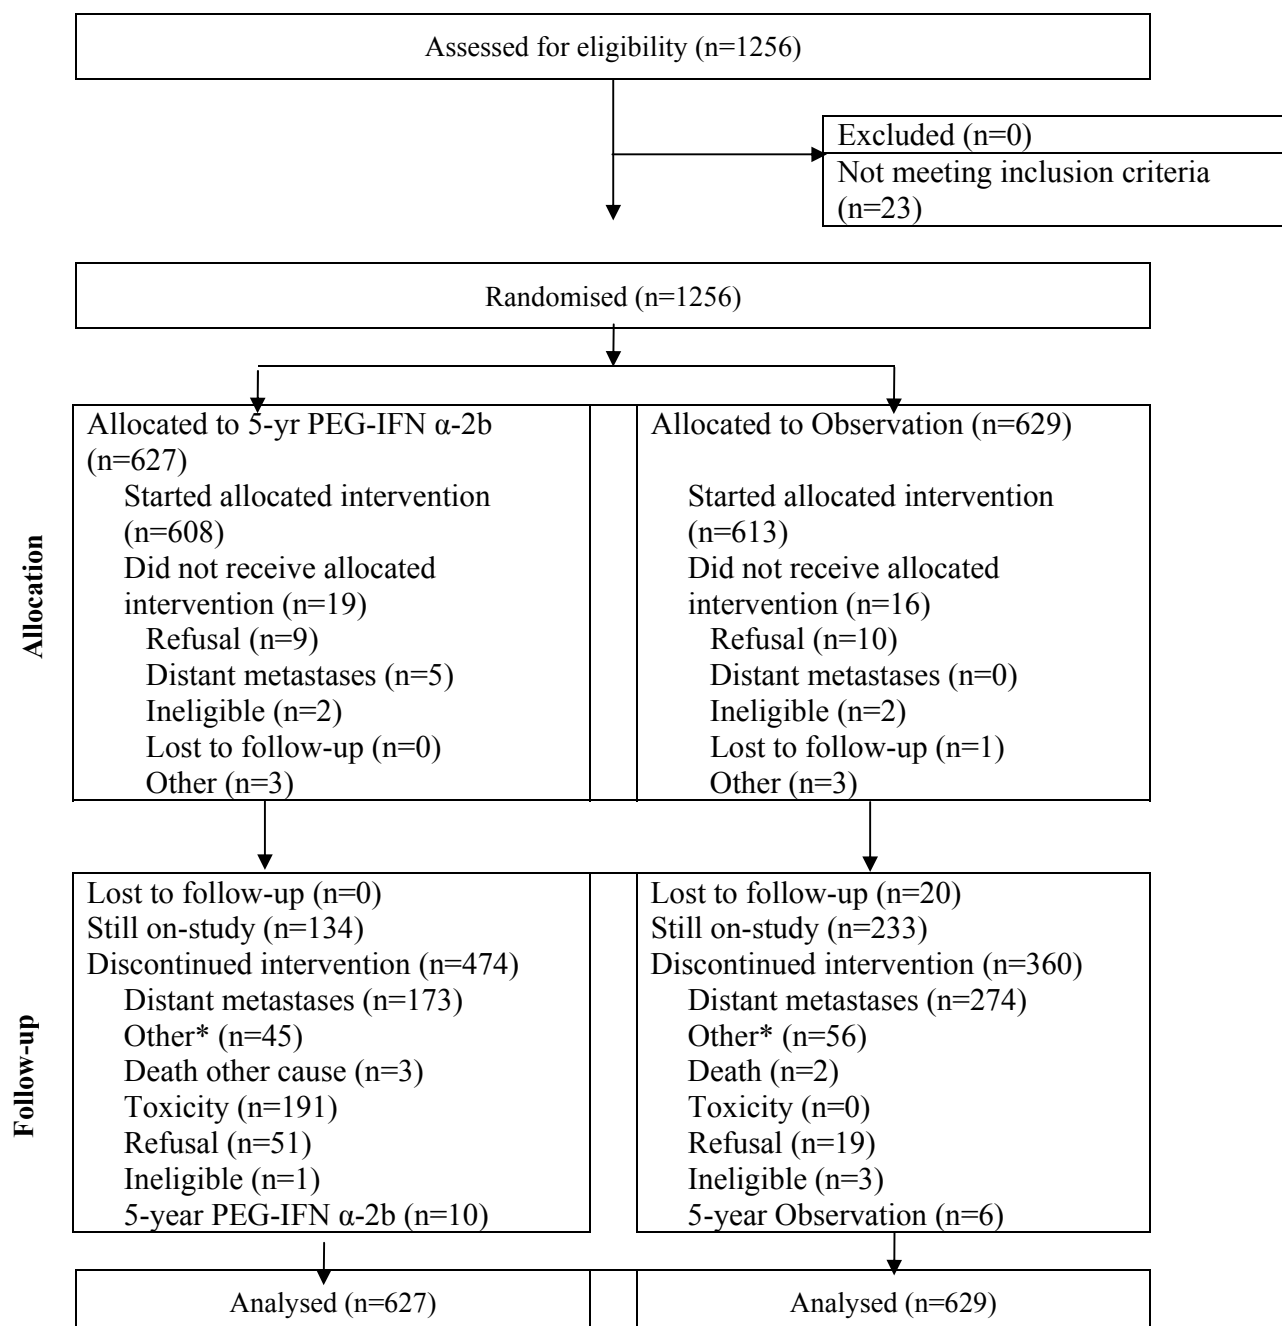 Assessed for eligibility (n=1256)
Excluded (n=0)
Not meeting inclusion criteria
(n=23)
Randomised (n=1256)
Allocation
Allocated to 5-yr PEG-IFN α-2b
(n=627)
Started allocated intervention
(n=608)
Did not receive allocated
intervention (n=19)
Refusal (n=9)
Distant metastases (n=5)
Ineligible (n=2)
Lost to follow-up (n=0)
Other (n=3)
Allocated to Observation (n=629)
Started allocated intervention
(n=613)
Did not receive allocated
intervention (n=16)
Refusal (n=10)
Distant metastases (n=0)
Ineligible (n=2)
Lost to follow-up (n=1)
Other (n=3)
Follow-up
Lost to follow-up (n=0)
Still on-study (n=134)
Discontinued intervention (n=474)
Distant metastases (n=173)
Other* (n=45)
Death other cause (n=3)
Toxicity (n=191)
Refusal (n=51)
Ineligible (n=1)
5-year PEG-IFN α-2b (n=10)
Lost to follow-up (n=20)
Still on-study (n=233)
Discontinued intervention (n=360)
Distant metastases (n=274)
Other* (n=56)
Death (n=2)
Toxicity (n=0)
Refusal (n=19)
Ineligible (n=3)
5-year Observation (n=6)
Analysed (n=627)
Analysed (n=629)